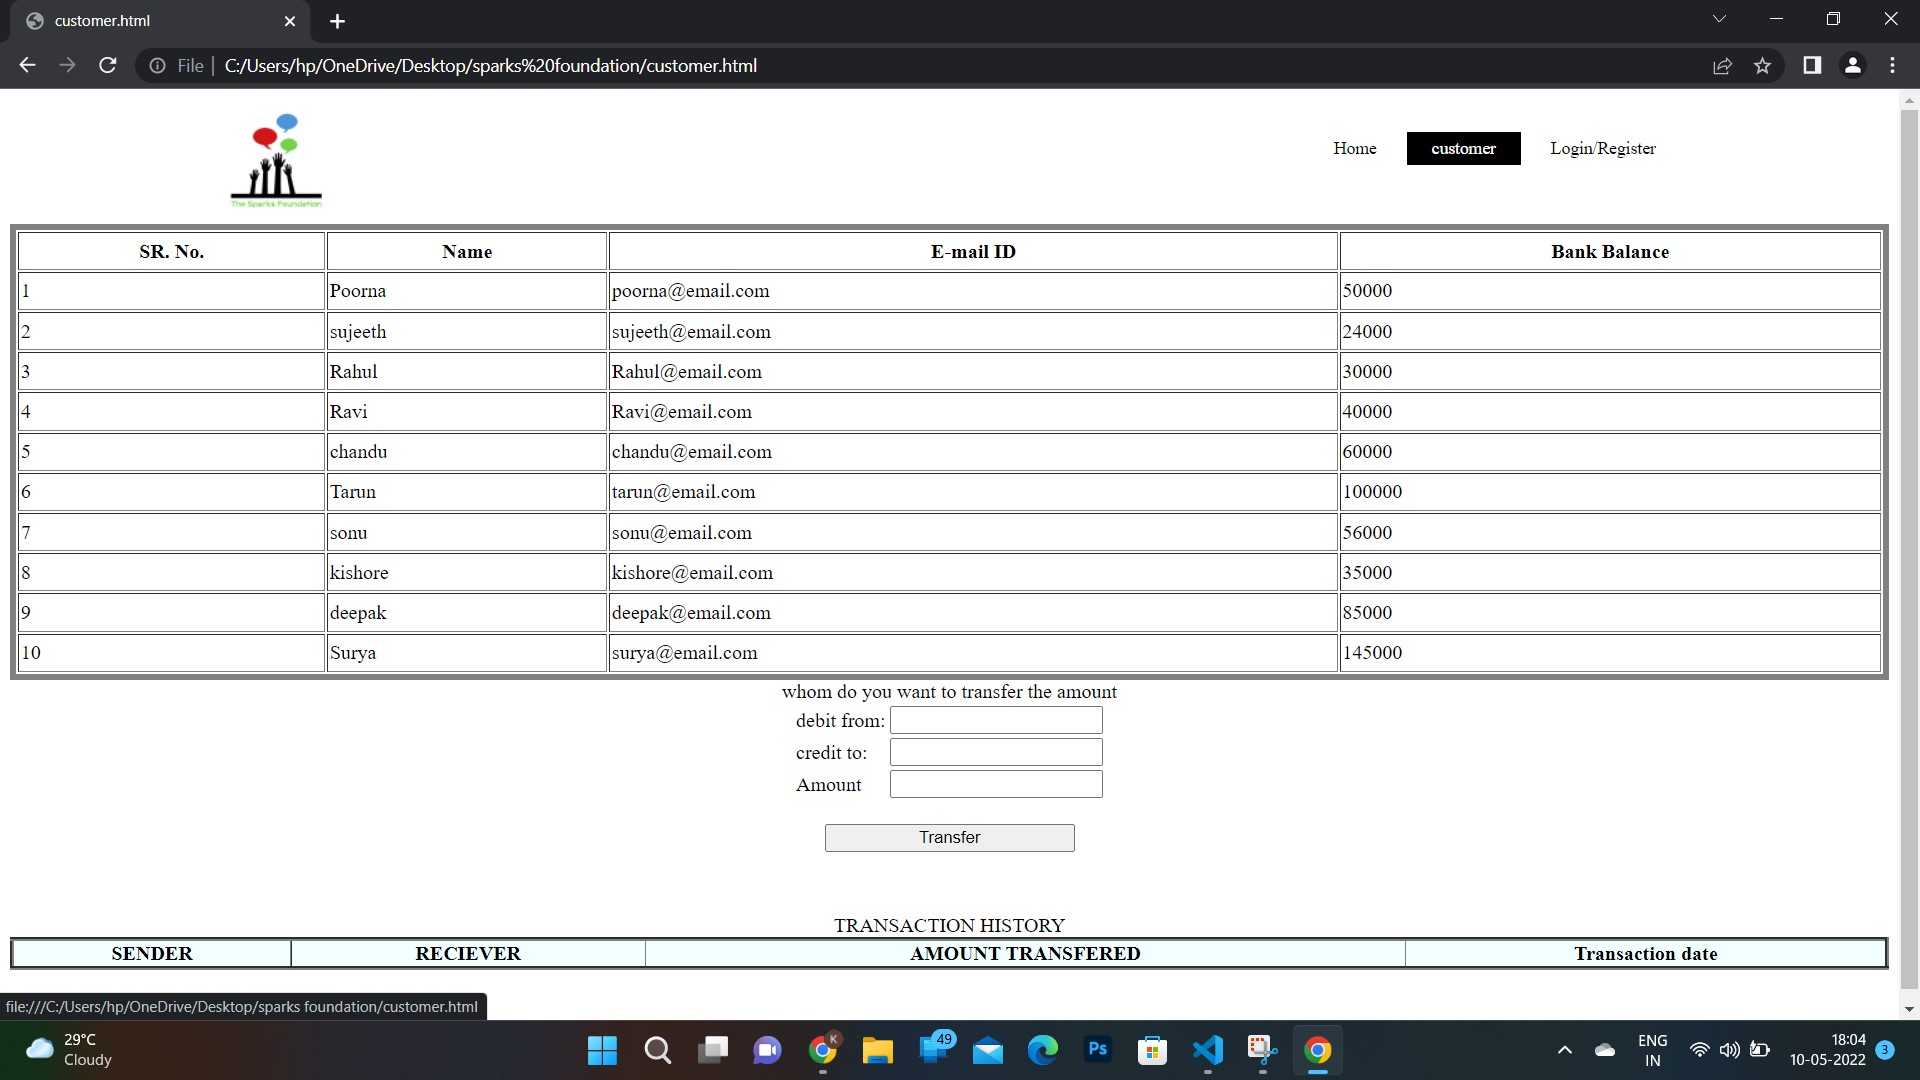 customer.html
File | C:/Users/hp/OneDrive/Desktop/sparks%20foundation/customer.html
The Sparks Foundation
Home customer Login/Register
SR. No. Name E-mail ID Bank Balance
1 Poorna poorna@email.com 50000
2 sujeeth sujeeth@email.com 24000
3 Rahul Rahul@email.com 30000
4 Ravi Ravi@email.com 40000
5 chandu chandu@email.com 60000
6 Tarun tarun@email.com 100000
7 sonu sonu@email.com 56000
8 kishore kishore@email.com 35000
9 deepak deepak@email.com 85000
10 Surya surya@email.com 145000
whom do you want to transfer the amount
debit from:
credit to:
Amount
Transfer
TRANSACTION HISTORY
SENDER RECIEVER AMOUNT TRANSFERED Transaction date
file:///C:/Users/hp/OneDrive/Desktop/sparks foundation/customer.html
29°C
Cloudy
K
49
Ps
ENG
IN
18:04
10-05-2022
3